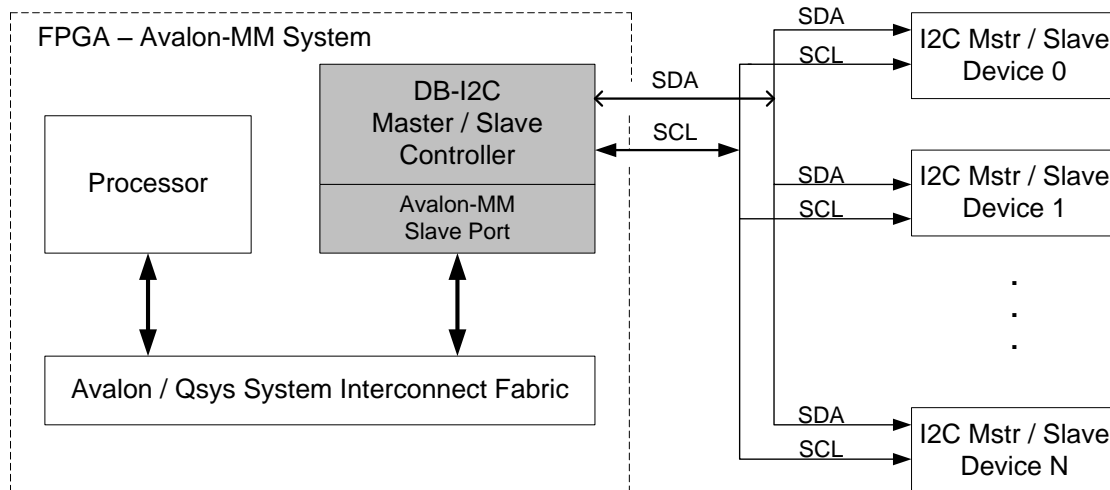 FPGA – Avalon-MM System
DB-I2C
Master / Slave
Controller
Avalon-MM
Slave Port
Processor
Avalon / Qsys System Interconnect Fabric
SDA
SCL
SDA
SCL
I2C Mstr / Slave
Device 0
SDA
SCL
I2C Mstr / Slave
Device 1
.
.
.
SDA
SCL
I2C Mstr / Slave
Device N